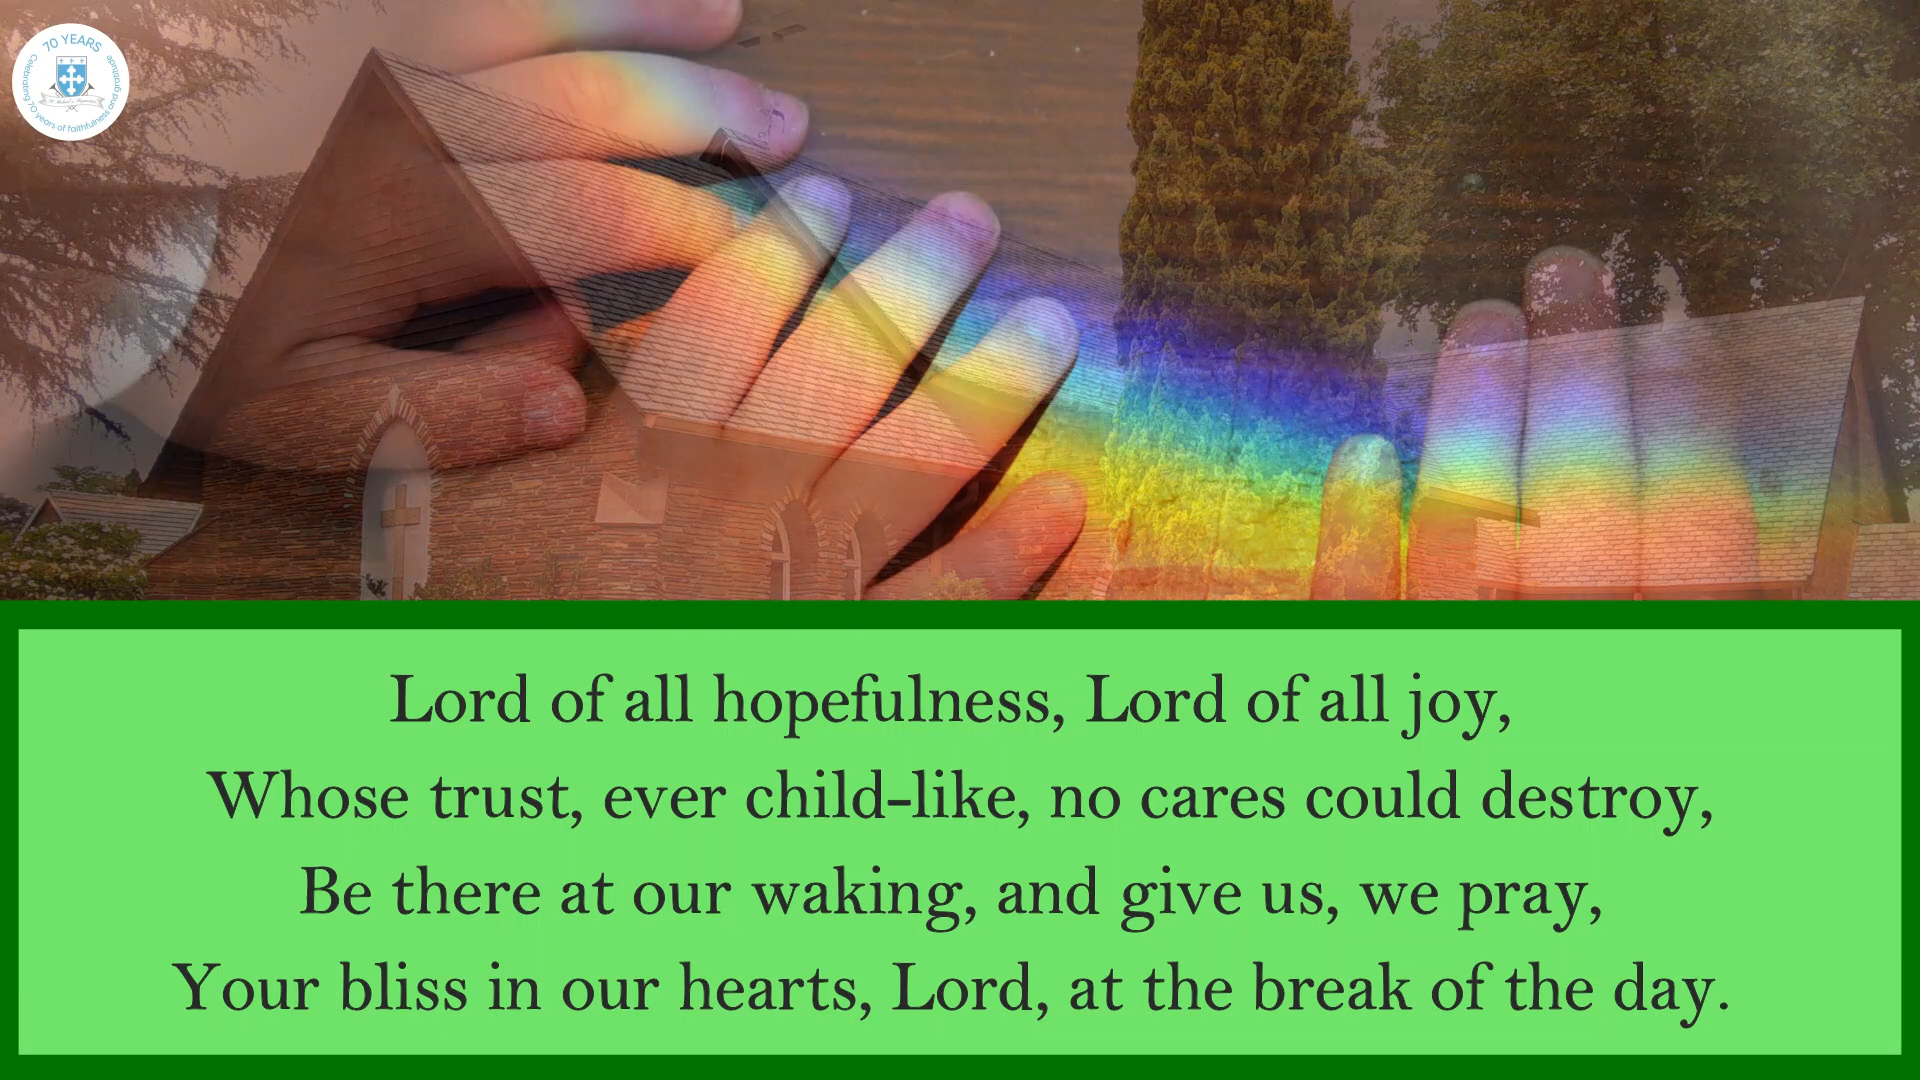 70 YEARS
Celebrating 70 years of faithfulness and gratitude
Lord of all hopefulness, Lord of all joy,
Whose trust, ever child-like, no cares could destroy,
Be there at our waking, and give us, we pray,
Your bliss in our hearts, Lord, at the break of the day.